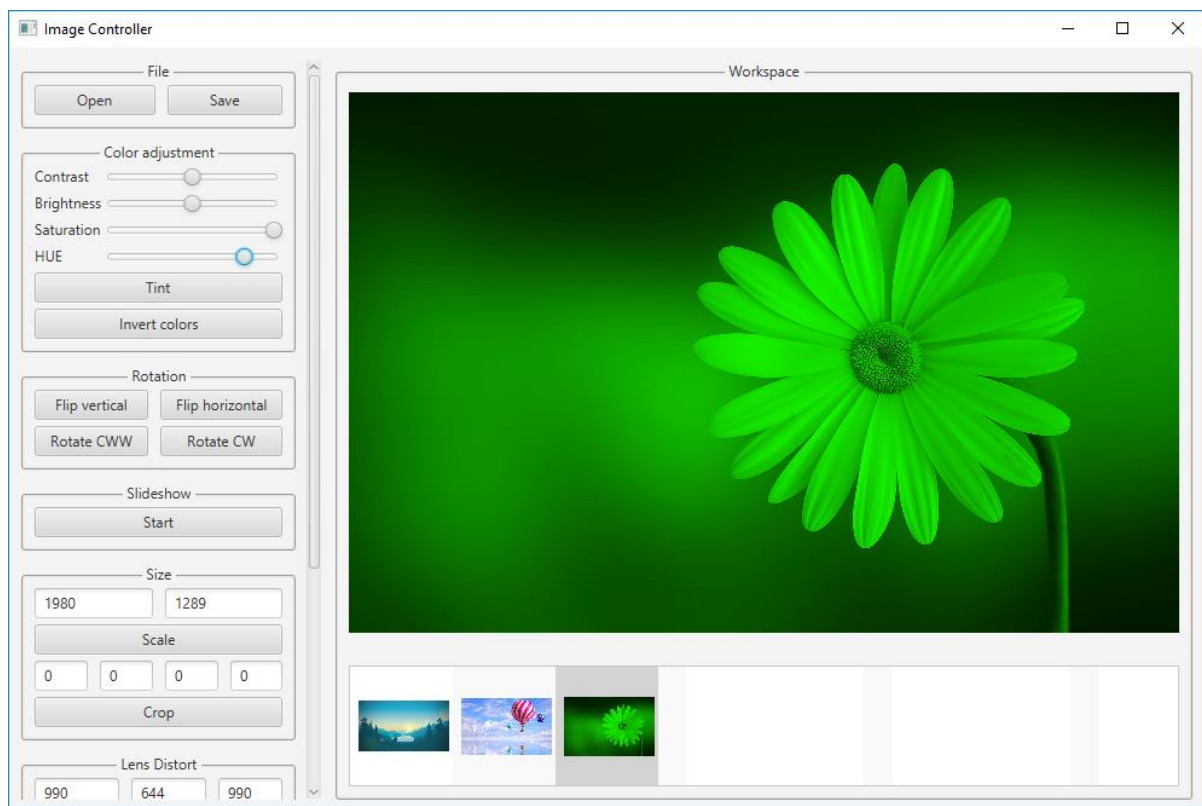 Image Controller
File
Open Save
Color adjustment
Contrast
Brightness
Saturation
HUE
Tint
Invert colors
Rotation
Flip vertical Flip horizontal
Rotate CWW Rotate CW
Slideshow
Start
Size
1980 1289
Scale
0 0 0 0
Crop
Lens Distort
990 644 990
Workspace